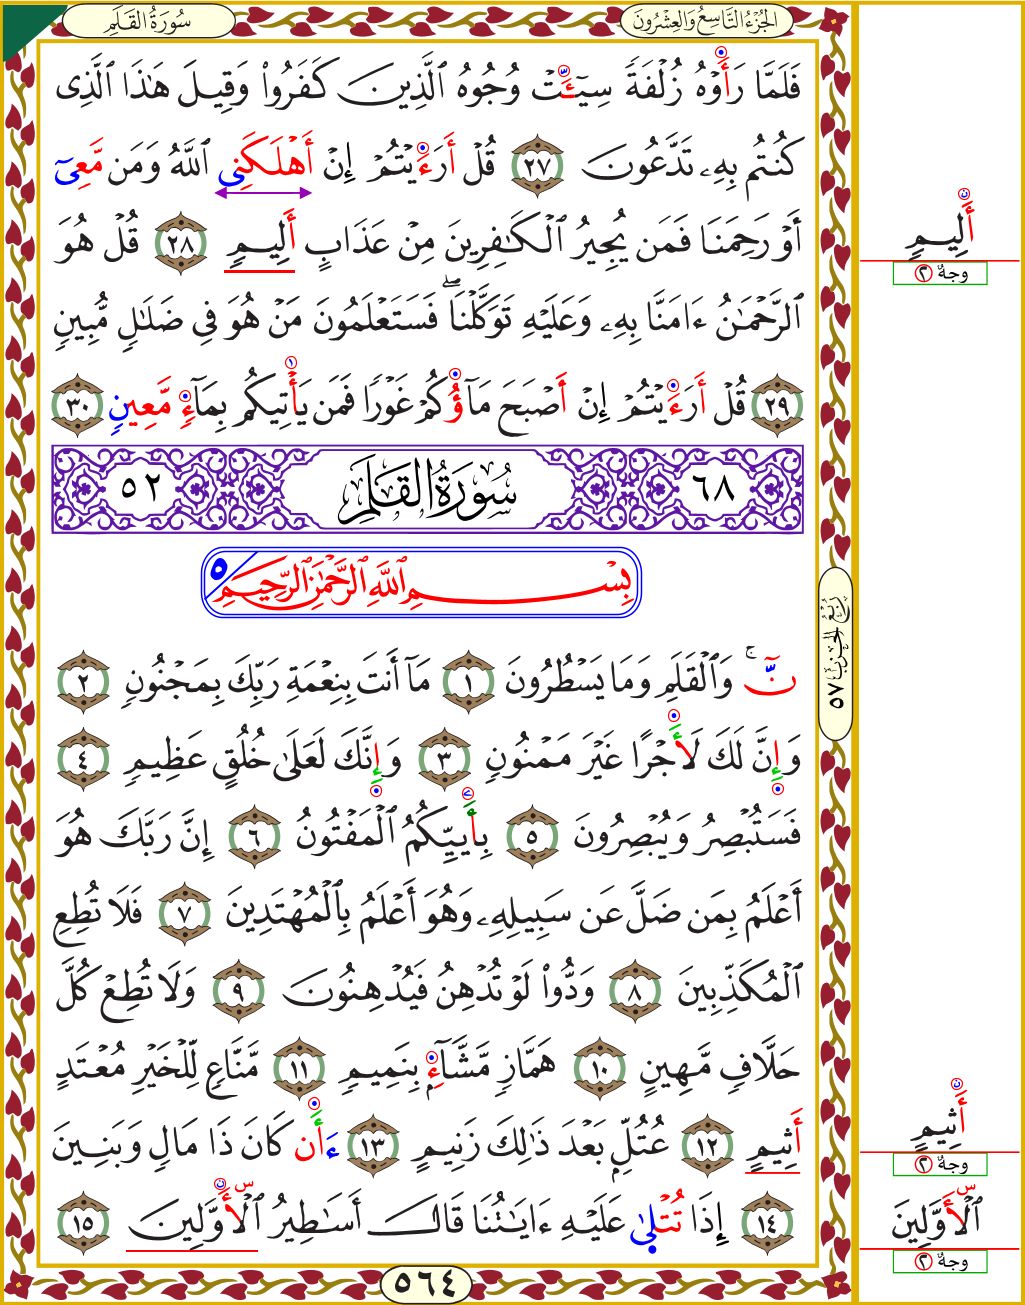 سُورَةُ القَلَمِ
الجُزْءُ التَّاسِعُ وَالعِشْرُونَ
فَلَمَّا رَأَوْهُ زُلْفَةً سِيٓـَٔتْ وُجُوهُ ٱلَّذِينَ كَفَرُوا۟ وَقِيلَ هَٰذَا ٱلَّذِى
كُنتُم بِهِۦ تَدَّعُونَ ٢٧ قُلْ أَرَءَيْتُمْ إِنْ أَهْلَكَنِى ٱللَّهُ وَمَن مَّعِىَ
أَوْ رَحِمَنَا فَمَن يُجِيرُ ٱلْكَٰفِرِينَ مِنْ عَذَابٍ أَلِيمٍ ٢٨ قُلْ هُوَ
ٱلرَّحْمَٰنُ ءَامَنَّا بِهِۦ وَعَلَيْهِ تَوَكَّلْنَا ۖ فَسَتَعْلَمُونَ مَنْ هُوَ فِى ضَلَٰلٍ مُّبِينٍ
٢٩ قُلْ أَرَءَيْتُمْ إِنْ أَصْبَحَ مَآؤُكُمْ غَوْرًا فَمَن يَأْتِيكُم بِمَآءٍ مَّعِينٍ ٣٠
٦٨ سُورَةُ القَلَمِ ٥٢
بِسْمِ ٱللَّهِ ٱلرَّحْمَٰنِ ٱلرَّحِيمِ ٥
نٓ ۚ وَٱلْقَلَمِ وَمَا يَسْطُرُونَ ١ مَآ أَنتَ بِنِعْمَةِ رَبِّكَ بِمَجْنُونٍ ٢
وَإِنَّ لَكَ لَأَجْرًا غَيْرَ مَمْنُونٍ ٣ وَإِنَّكَ لَعَلَىٰ خُلُقٍ عَظِيمٍ ٤
فَسَتُبْصِرُ وَيُبْصِرُونَ ٥ بِأَييِّكُمُ ٱلْمَفْتُونُ ٦ إِنَّ رَبَّكَ هُوَ
أَعْلَمُ بِمَن ضَلَّ عَن سَبِيلِهِۦ وَهُوَ أَعْلَمُ بِٱلْمُهْتَدِينَ ٧ فَلَا تُطِعِ
ٱلْمُكَذِّبِينَ ٨ وَدُّوا۟ لَوْ تُدْهِنُ فَيُدْهِنُونَ ٩ وَلَا تُطِعْ كُلَّ
حَلَّافٍ مَّهِينٍ ١٠ هَمَّازٍ مَّشَّآءٍۭ بِنَمِيمٍ ١١ مَّنَّاعٍ لِّلْخَيْرِ مُعْتَدٍ
أَثِيمٍ ١٢ عُتُلٍّۭ بَعْدَ ذَٰلِكَ زَنِيمٍ ١٣ ءَأَن كَانَ ذَا مَالٍ وَبَنِينَ
١٤ إِذَا تُتْلَىٰ عَلَيْهِ ءَايَٰتُنَا قَالَ أَسَٰطِيرُ ٱلْأَوَّلِينَ ١٥
٥٦٤
أَلِيمٍ
وجهٌ ٢
رُبْعُ الحِزْبِ ٥٧
أَثِيمٍ
وجهٌ ٢
ٱلْأَوَّلِينَ
وجهٌ ٢